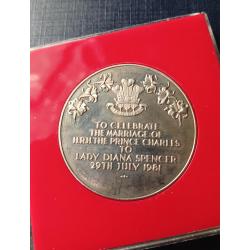 TO CELEBRATE
THE MARRIAGE OF
H.R.H. THE PRINCE CHARLES
TO
LADY DIANA SPENCER
29TH JULY 1981